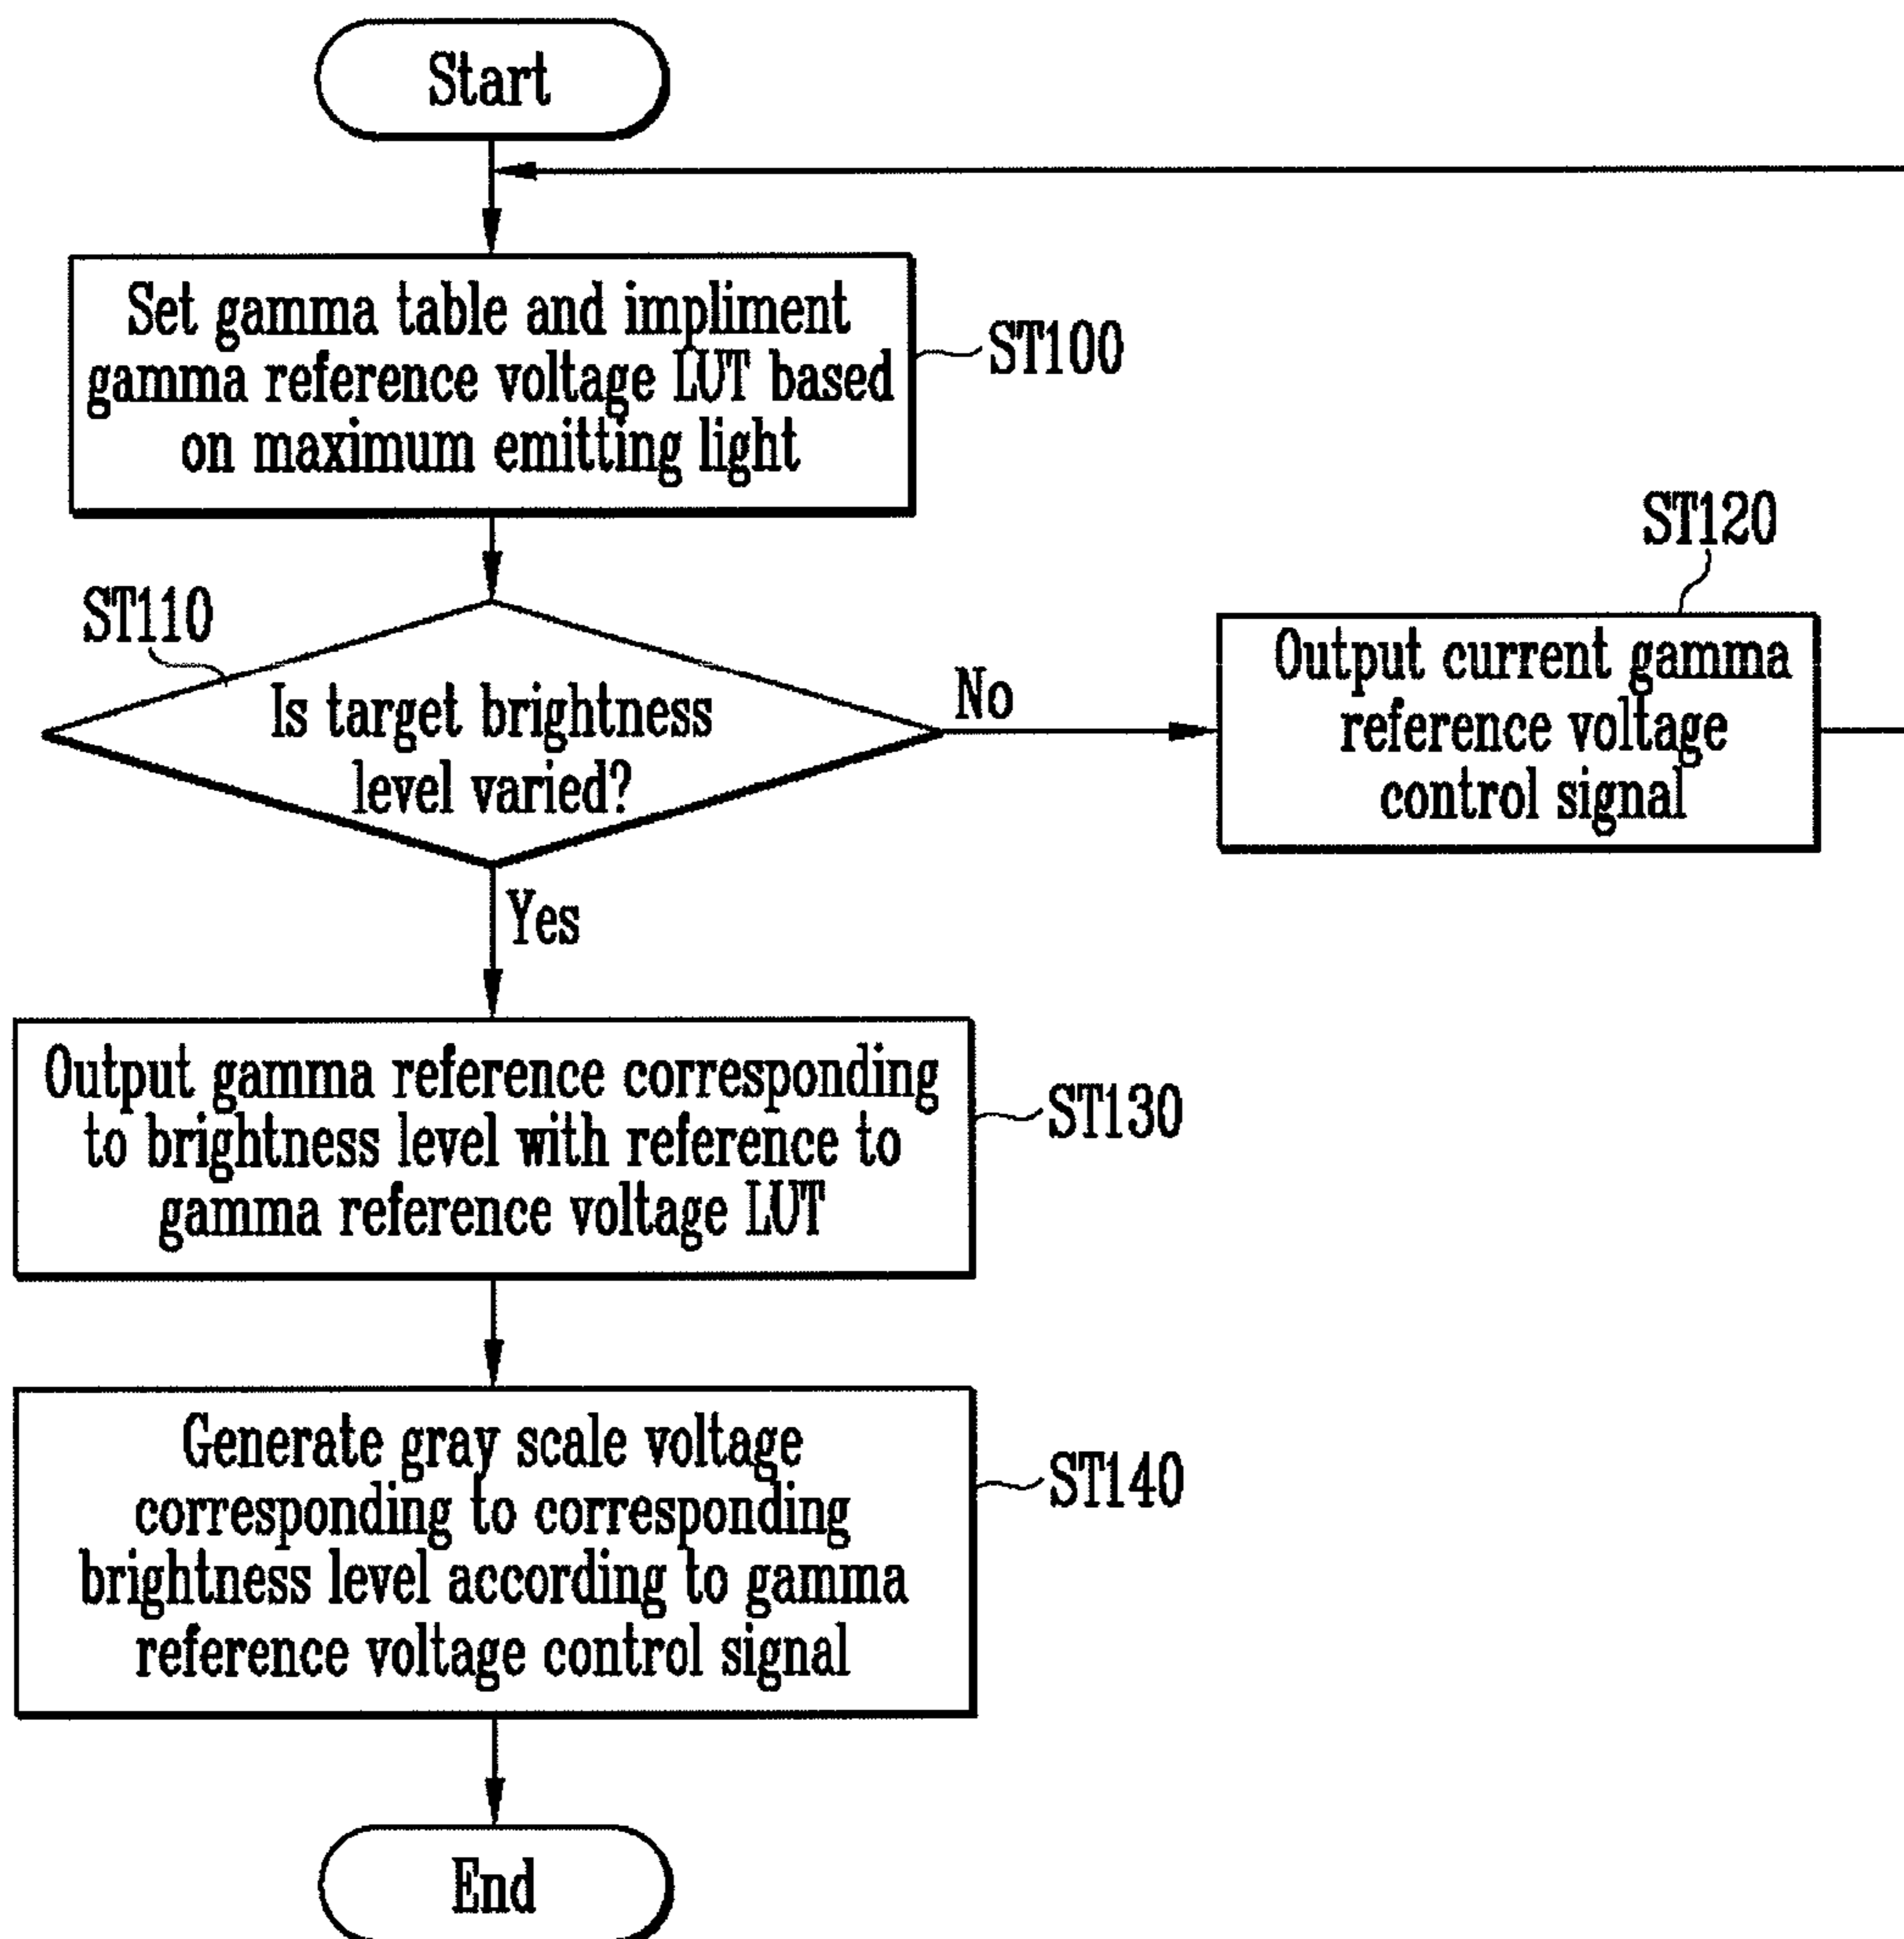 Start
Set gamma table and impliment
gamma reference voltage LUT based
on maximum emitting light
ST100
ST110
Is target brightness
level varied?
No
ST120
Output current gamma
reference voltage
control signal
Yes
Output gamma reference corresponding
to brightness level with reference to
gamma reference voltage LUT
ST130
Generate gray scale voltage
corresponding to corresponding
brightness level according to gamma
reference voltage control signal
ST140
End